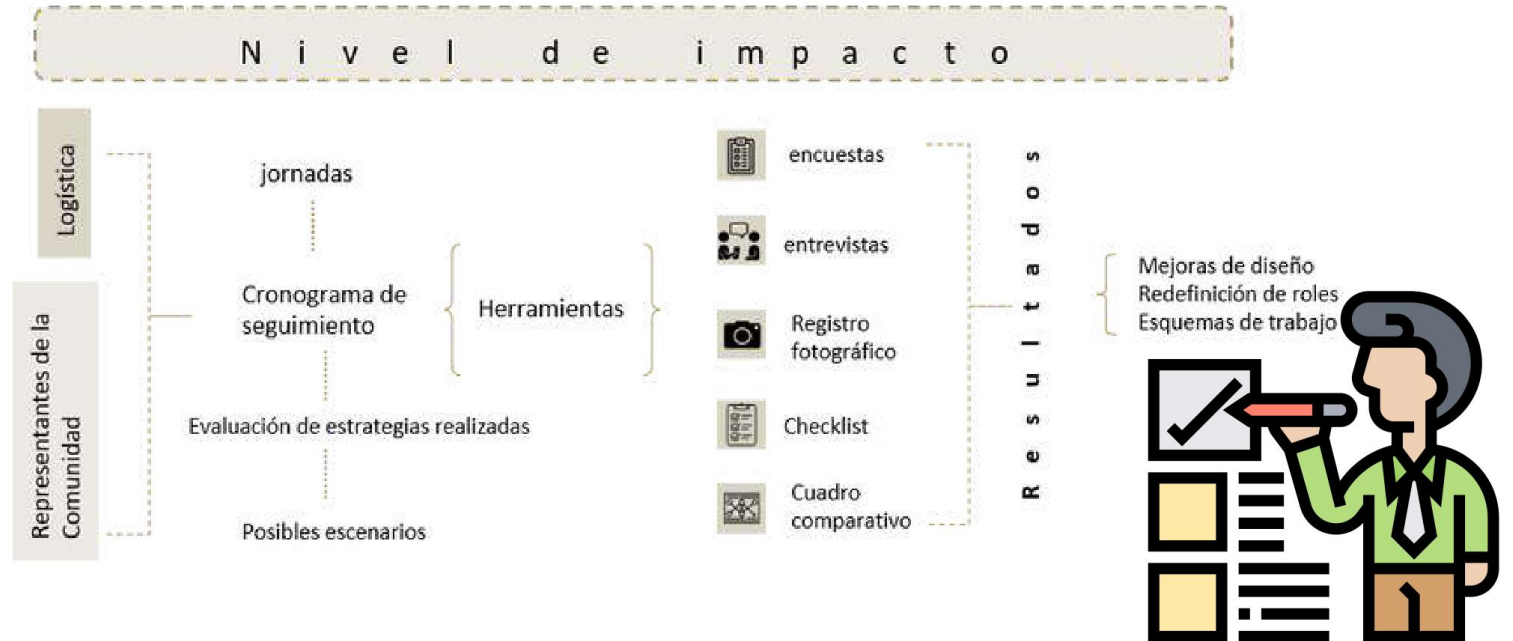 Nivel de impacto
Logística
Representantes de la
Comunidad
jornadas
Cronograma de
seguimiento
Evaluación de estrategias realizadas
Posibles escenarios
Herramientas
encuestas
entrevistas
Registro
fotográfico
Checklist
Cuadro
comparativo
Resultados
Mejoras de diseño
Redefinición de roles
Esquemas de trabajo